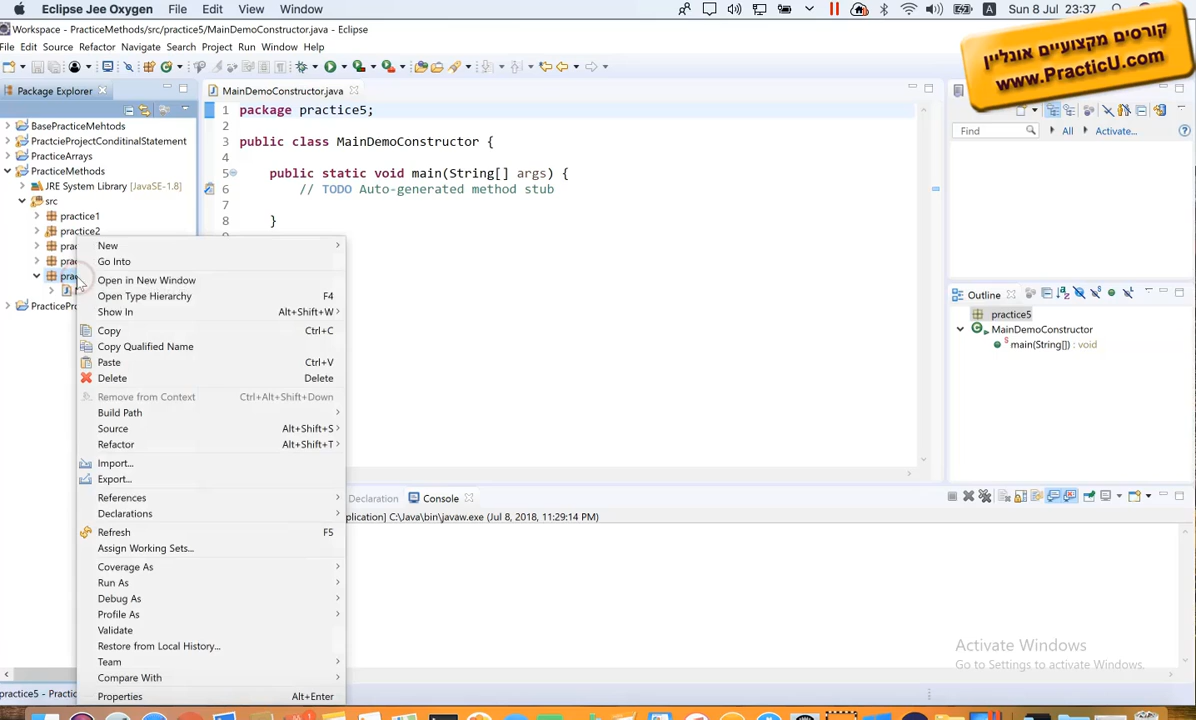 Eclipse Jee Oxygen File Edit View Window Sun 8 Jul 23:37
Workspace - PracticeMethods/src/practice5/MainDemoConstructor.java - Eclipse
קורסים מקצועיים אונליין
www.PracticU.com
File Edit Source Refactor Navigate Search Project Run Window Help
Package Explorer
MainDemoConstructor.java
BasePracticeMehtods
PractcieProjectConditinalStatement
PracticeArrays
PracticeMethods
JRE System Library [JavaSE-1.8]
src
practice1
practice2
prac
prac
prac
PracticePro
1 package practice5;
2
3 public class MainDemoConstructor {
4
5 public static void main(String[] args) {
6 // TODO Auto-generated method stub
7
8 }
Find All Activate...
New
Go Into
Open in New Window
Open Type Hierarchy F4
Show In Alt+Shift+W
Copy Ctrl+C
Copy Qualified Name
Paste Ctrl+V
Delete Delete
Remove from Context Ctrl+Alt+Shift+Down
Build Path
Source Alt+Shift+S
Refactor Alt+Shift+T
Import...
Export...
References
Declarations
Refresh F5
Assign Working Sets...
Coverage As
Run As
Debug As
Profile As
Validate
Restore from Local History...
Team
Compare With
Properties Alt+Enter
Outline
practice5
MainDemoConstructor
main(String[]) : void
Declaration Console
plication] C:\Java\bin\javaw.exe (Jul 8, 2018, 11:29:14 PM)
Activate Windows
Go to Settings to activate Windows.
practice5 - Practic